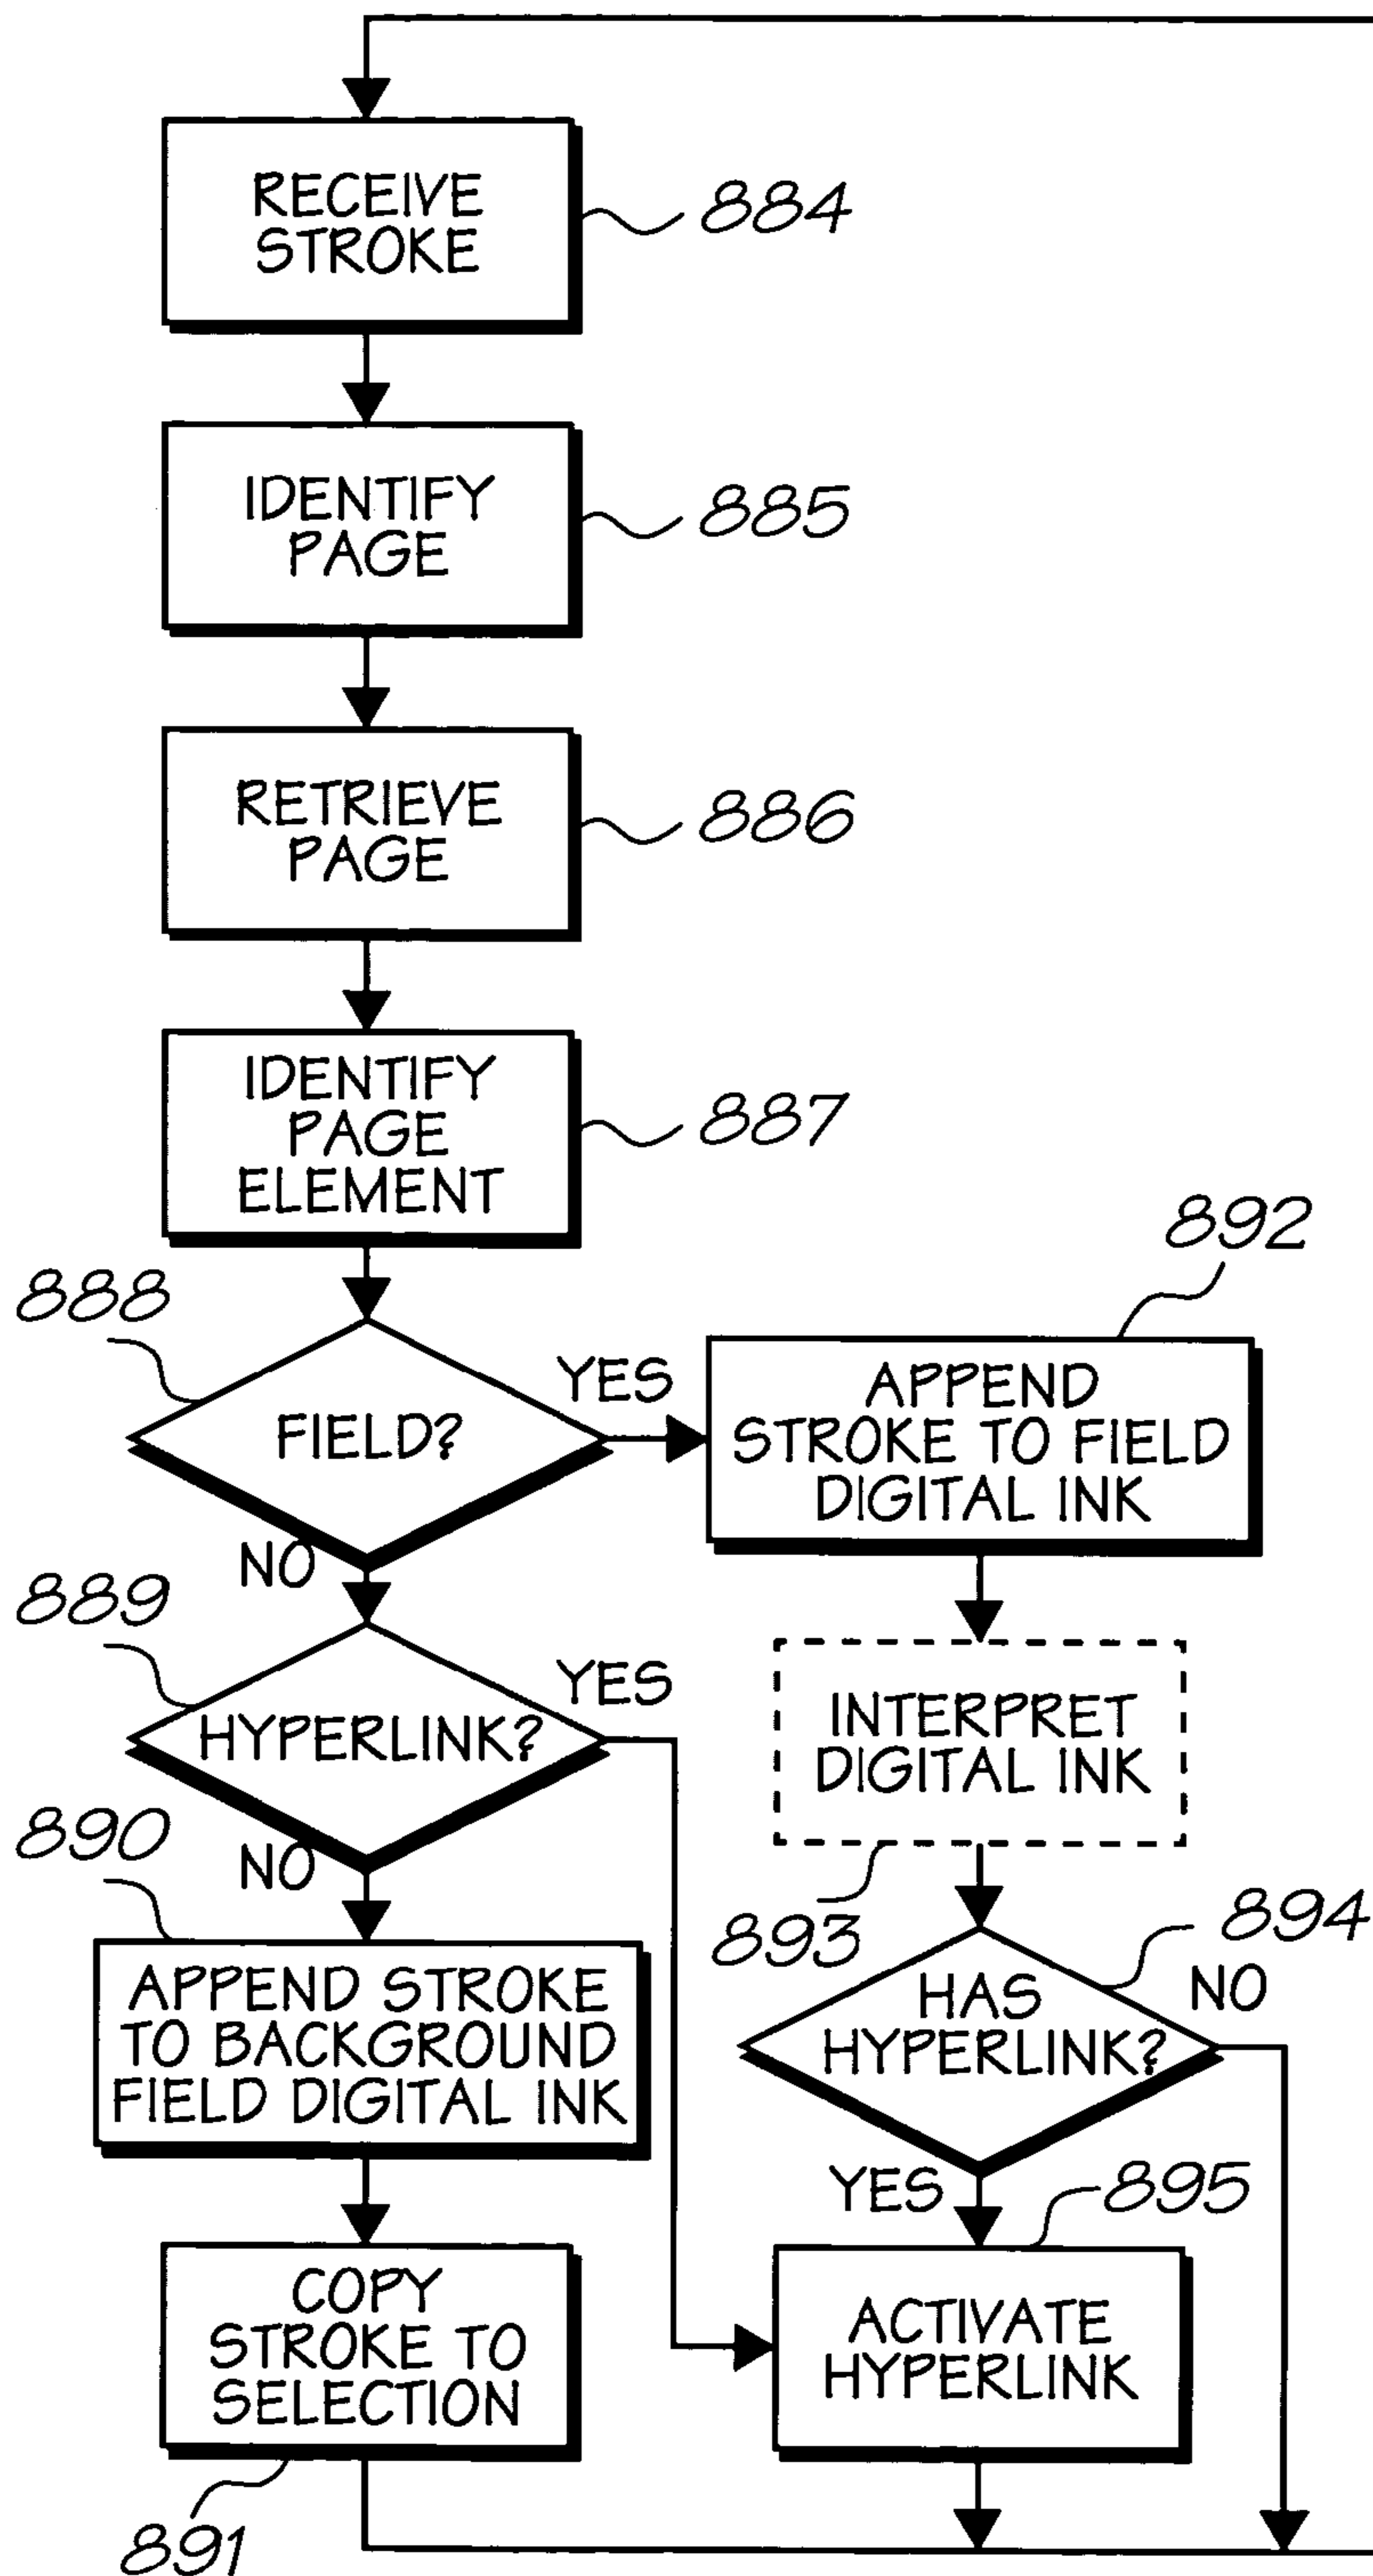 RECEIVE
STROKE
884
IDENTIFY
PAGE
885
RETRIEVE
PAGE
886
IDENTIFY
PAGE
ELEMENT
887
888
FIELD?
YES
NO
892
APPEND
STROKE TO FIELD
DIGITAL INK
889
HYPERLINK?
YES
NO
INTERPRET
DIGITAL INK
893
890
APPEND STROKE
TO BACKGROUND
FIELD DIGITAL INK
894
HAS
HYPERLINK?
NO
YES
895
COPY
STROKE TO
SELECTION
891
ACTIVATE
HYPERLINK